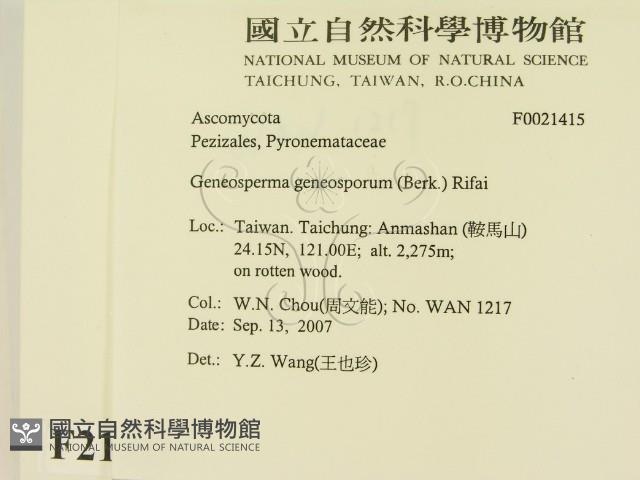 國立自然科學博物館
NATIONAL MUSEUM OF NATURAL SCIENCE
TAICHUNG, TAIWAN, R.O.CHINA
Ascomycota F0021415
Pezizales, Pyronemataceae
Geneosperma geneosporum (Berk.) Rifai
Loc.: Taiwan. Taichung: Anmashan (鞍馬山)
24.15N, 121.00E; alt. 2,275m;
on rotten wood.
Col.: W.N. Chou(周文能); No. WAN 1217
Date: Sep. 13, 2007
Det.: Y.Z. Wang(王也珍)
國立自然科學博物館
NATIONAL MUSEUM OF NATURAL SCIENCE
F21